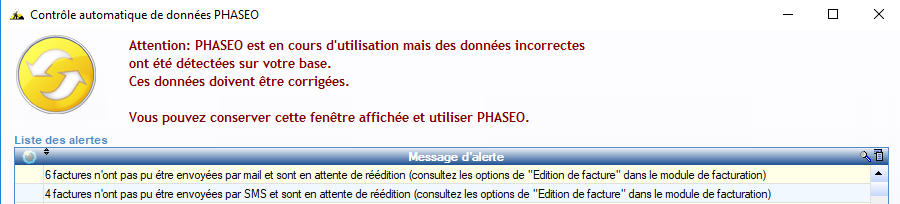 Contrôle automatique de données PHASEO
Attention: PHASEO est en cours d'utilisation mais des données incorrectes
ont été détectées sur votre base.
Ces données doivent être corrigées.
Vous pouvez conserver cette fenêtre affichée et utiliser PHASEO.
Liste des alertes
Message d'alerte
6 factures n'ont pas pu étre envoyées par mail et sont en attente de réédition (consultez les options de "Edition de facture" dans le module de facturation)
4 factures n'ont pas pu étre envoyées par SMS et sont en attente de réédition (consultez les options de "Edition de facture" dans le module de facturation)